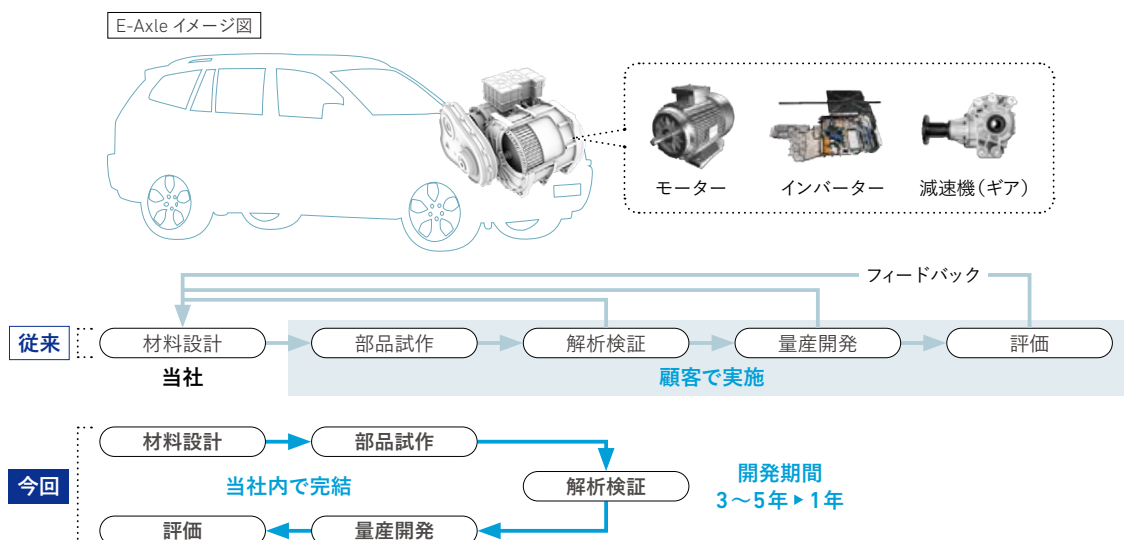 E-Axle イメージ図
モーター
インバーター
減速機（ギア）
フィードバック
従来
材料設計
部品試作
解析検証
量産開発
評価
当社
顧客で実施
今回
材料設計
部品試作
当社内で完結
解析検証
開発期間
3～5年▶1年
評価
量産開発